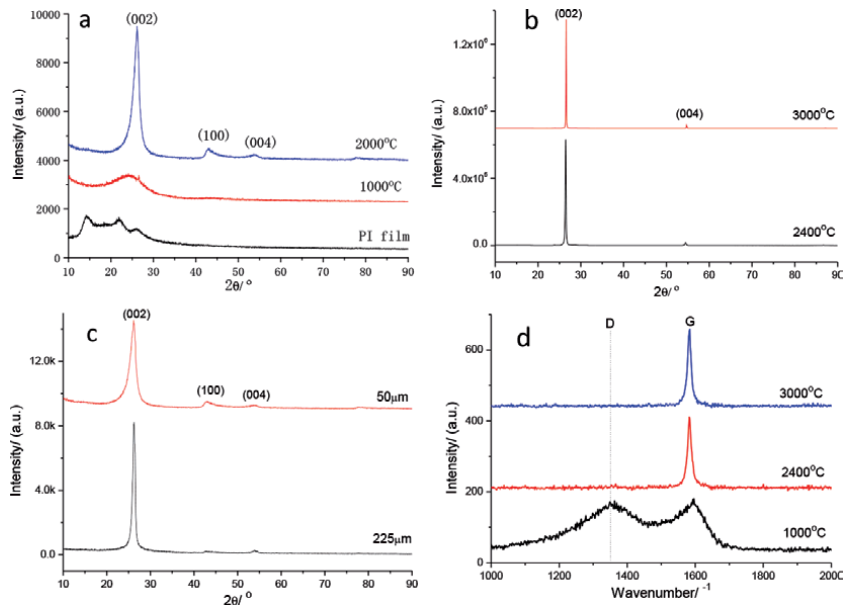 a
(002)
(100)
(004)
2000°C
1000°C
PI film
10000
8000
6000
4000
2000
0
10 20 30 40 50 60 70 80 90
Intensity/ (a.u.)
2θ/ °
b
(002)
(004)
3000°C
2400°C
1.2x10⁶
8.0x10⁵
4.0x10⁵
0.0
10 20 30 40 50 60 70 80 90
Intensity/ (a.u.)
2θ/ °
c
(002)
(100)
(004)
50μm
225μm
12.0k
8.0k
4.0k
0.0
10 20 30 40 50 60 70 80 90
Intensity/ (a.u.)
2θ/ °
d
D
G
3000°C
2400°C
1000°C
600
400
200
0
1000 1200 1400 1600 1800 2000
Intensity/ (a.u.)
Wavenumber/ ⁻¹